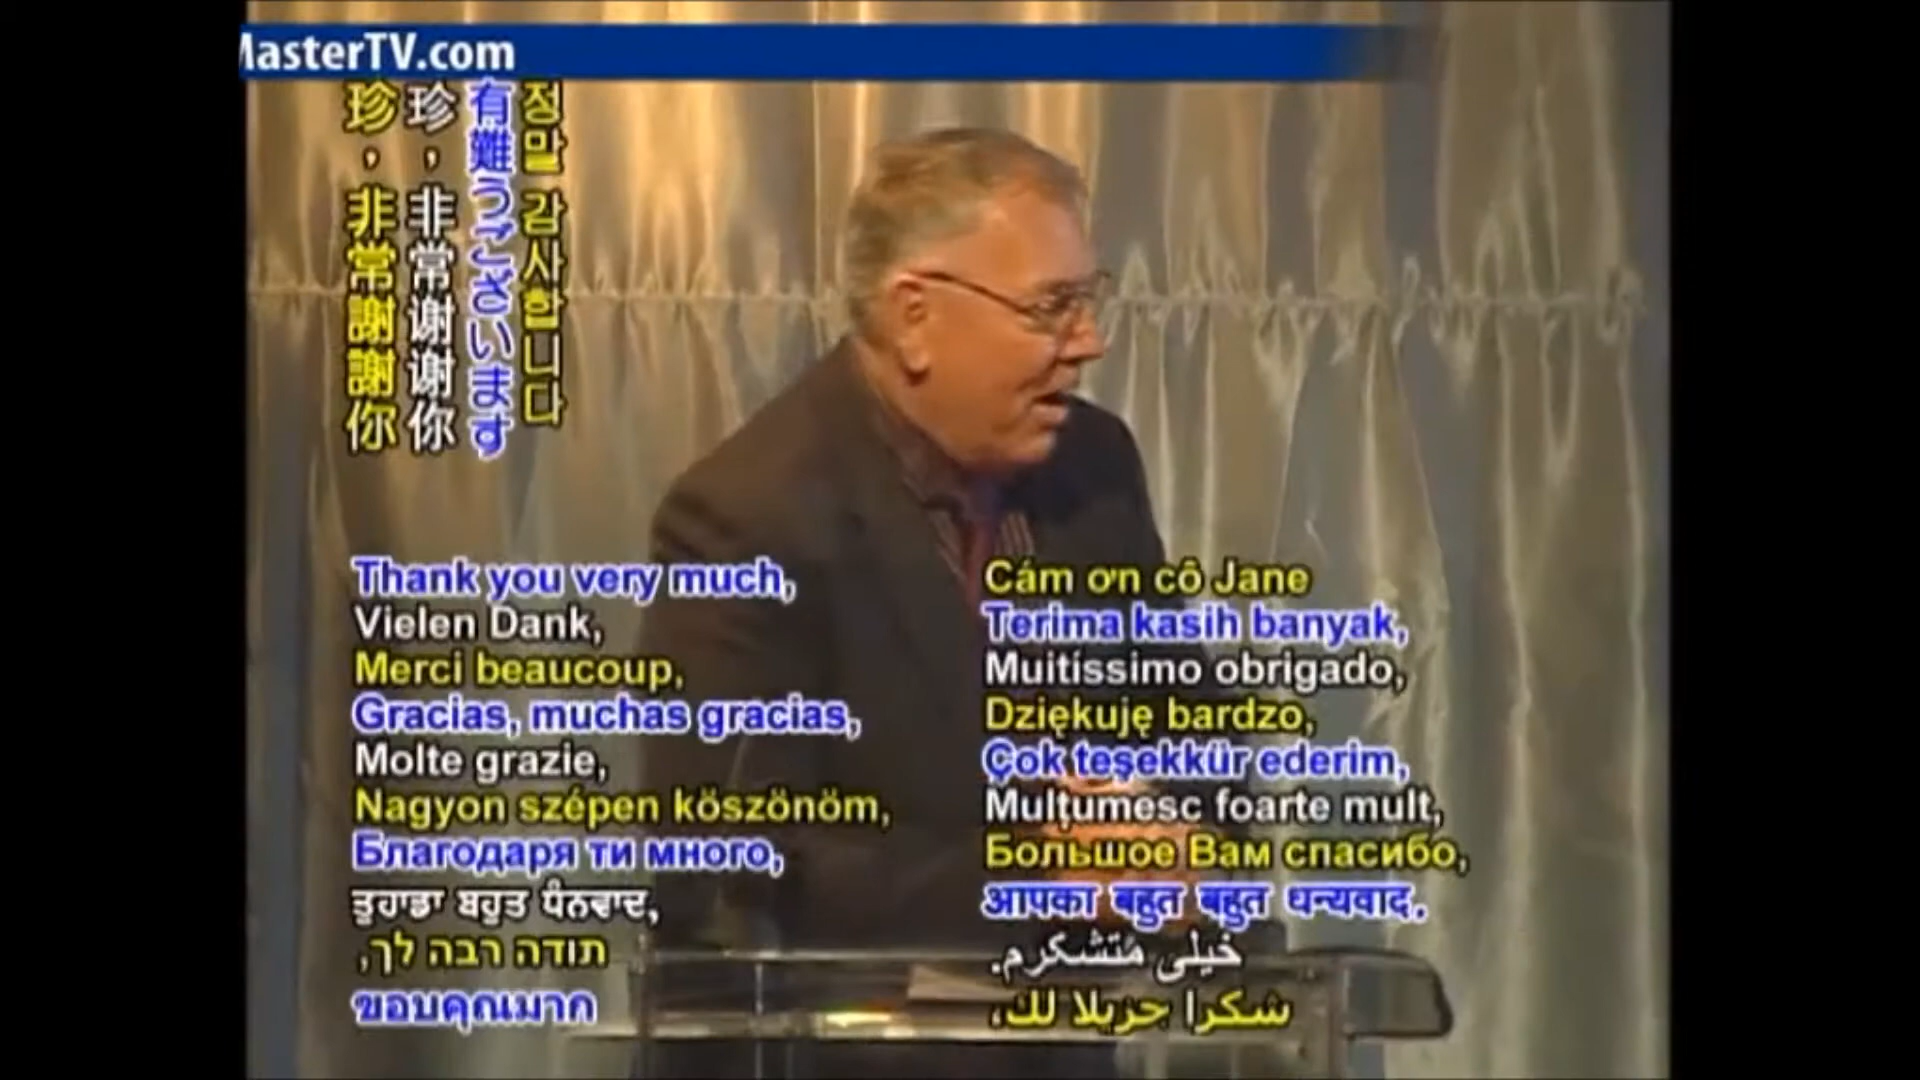 MasterTV.com
정말 감사합니다
有難うございます
珍，非常谢谢你
珍，非常謝謝你
Thank you very much,
Vielen Dank,
Merci beaucoup,
Gracias, muchas gracias,
Molte grazie,
Nagyon szépen köszönöm,
Благодаря ти много,
ਤੁਹਾਡਾ ਬਹੁਤ ਧੰਨਵਾਦ,
תודה רבה לך,
ขอบคุณมาก
Cám ơn cô Jane
Terima kasih banyak,
Muitíssimo obrigado,
Dziękuję bardzo,
Çok teşekkür ederim,
Mulţumesc foarte mult,
Большое Вам спасибо,
आपका बहुत बहुत धन्यवाद.
خیلی مُتشکرم.
شكرا جزيلا لك،